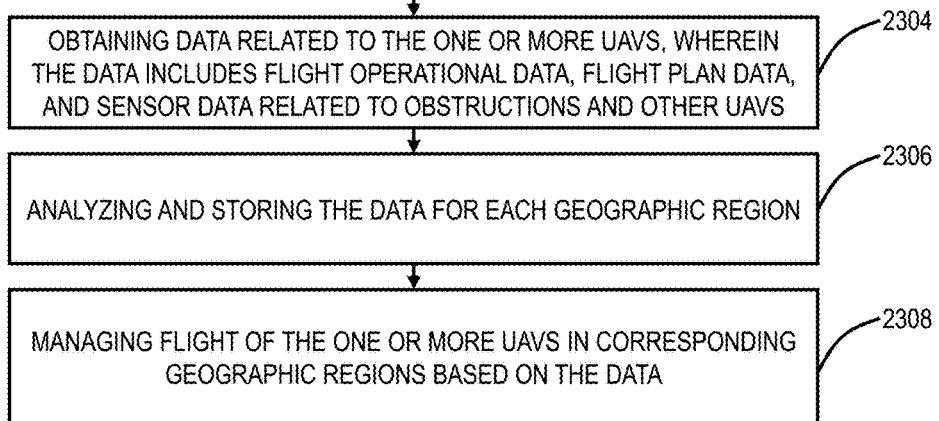 2304
OBTAINING DATA RELATED TO THE ONE OR MORE UAVS, WHEREIN
THE DATA INCLUDES FLIGHT OPERATIONAL DATA, FLIGHT PLAN DATA,
AND SENSOR DATA RELATED TO OBSTRUCTIONS AND OTHER UAVS
2306
ANALYZING AND STORING THE DATA FOR EACH GEOGRAPHIC REGION
2308
MANAGING FLIGHT OF THE ONE OR MORE UAVS IN CORRESPONDING
GEOGRAPHIC REGIONS BASED ON THE DATA